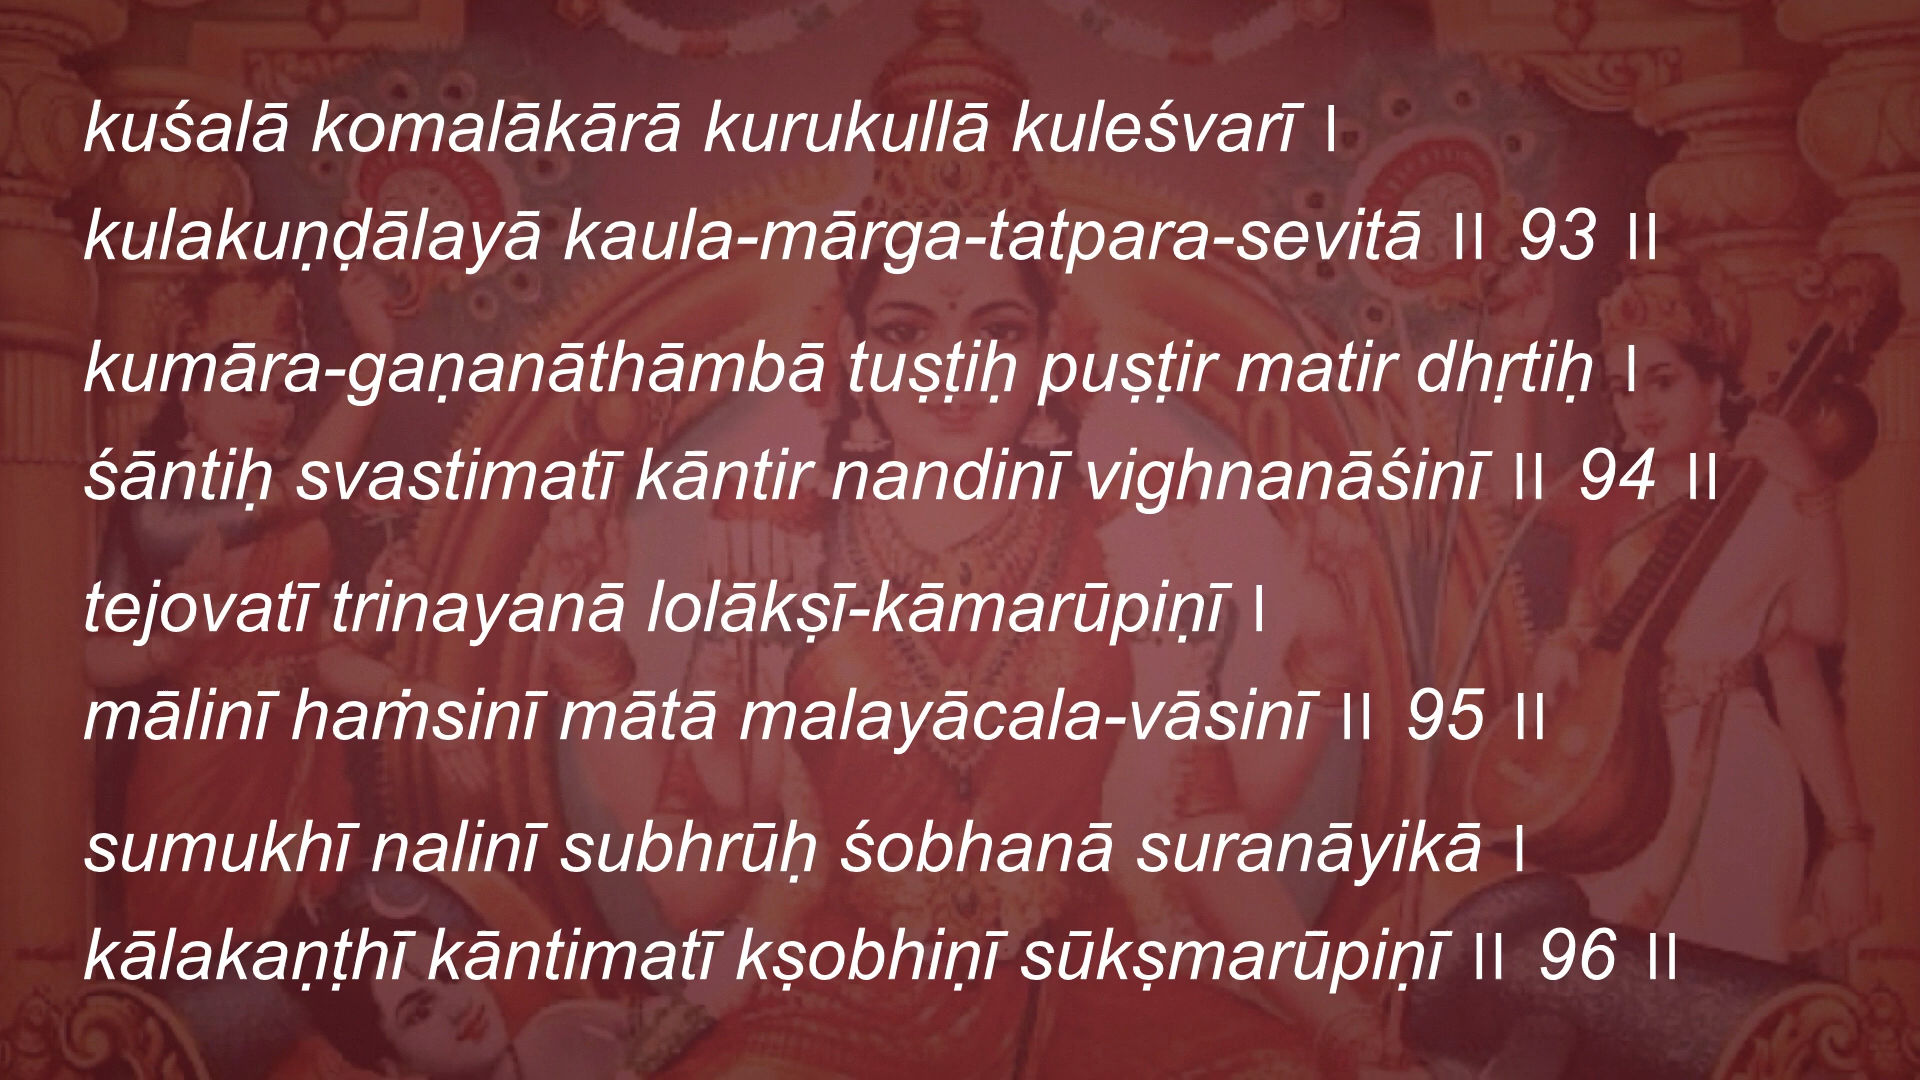 kuśalā komalākārā kurukullā kuleśvarī ।
kulakuṇḍālayā kaula-mārga-tatpara-sevitā ॥ 93 ॥
kumāra-gaṇanāthāmbā tuṣṭiḥ puṣṭir matir dhṛtiḥ ।
śāntiḥ svastimatī kāntir nandinī vighnanāśinī ॥ 94 ॥
tejovatī trinayanā lolākṣī-kāmarūpiṇī ।
mālinī haṁsinī mātā malayācala-vāsinī ॥ 95 ॥
sumukhī nalinī subhrūḥ śobhanā suranāyikā ।
kālakaṇṭhī kāntimatī kṣobhiṇī sūkṣmarūpiṇī ॥ 96 ॥